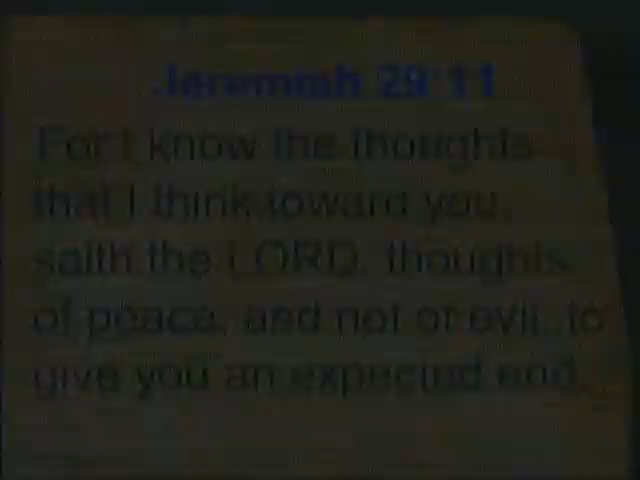 Jeremiah 29:11
For I know the thoughts
that I think toward you,
saith the LORD, thoughts
of peace, and not of evil, to
give you an expected end.